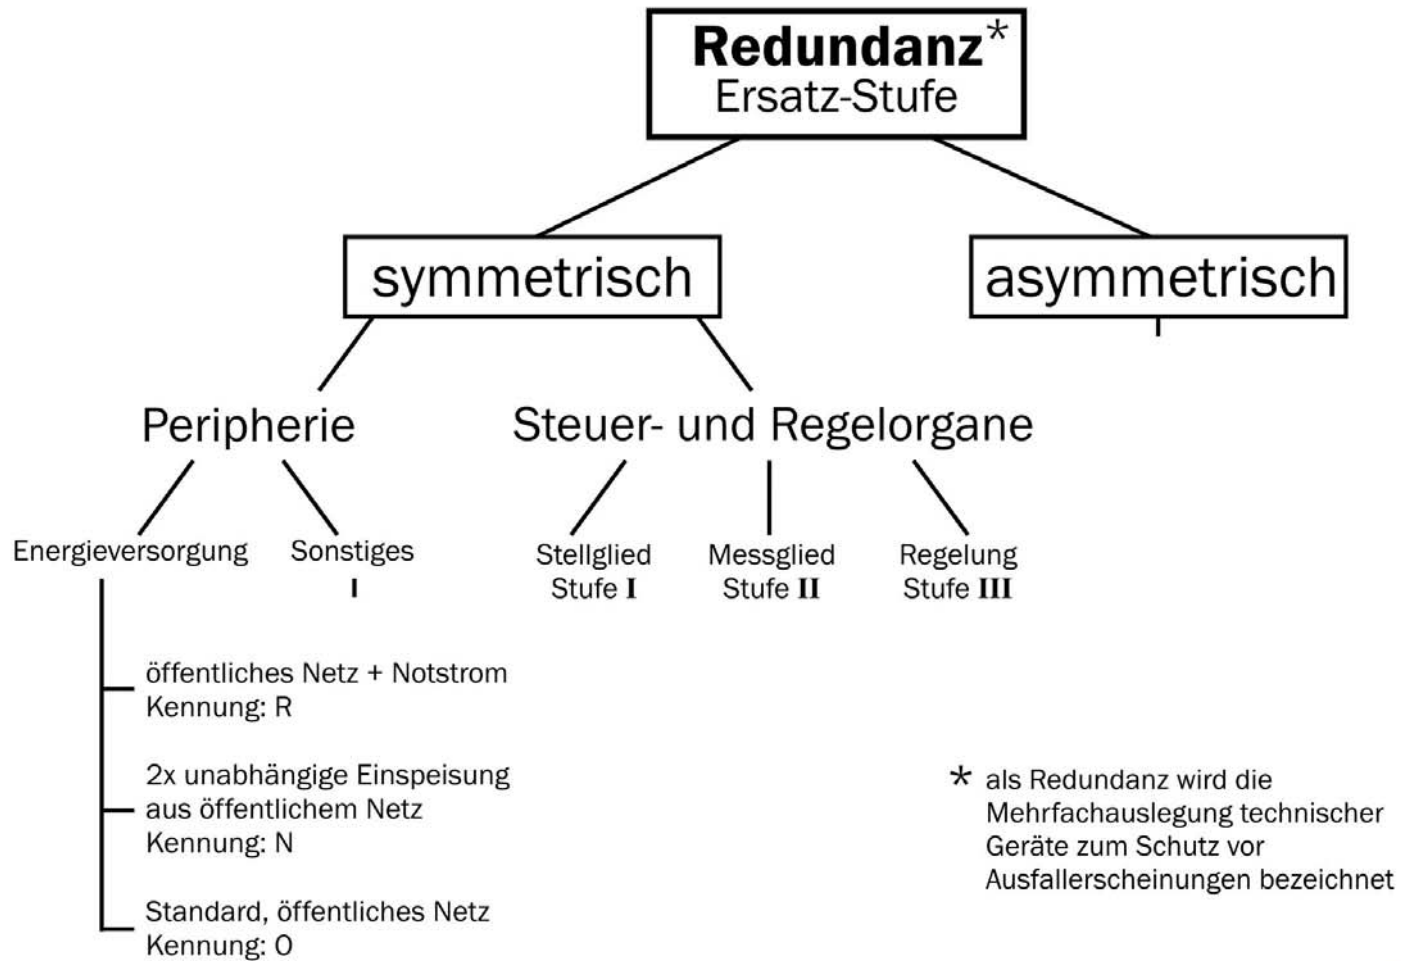 Redundanz*
Ersatz-Stufe
symmetrisch
asymmetrisch
Peripherie
Steuer- und Regelorgane
Energieversorgung
Sonstiges
Stellglied
Stufe I
Messglied
Stufe II
Regelung
Stufe III
öffentliches Netz + Notstrom
Kennung: R
2x unabhängige Einspeisung
aus öffentlichem Netz
Kennung: N
Standard, öffentliches Netz
Kennung: O
* als Redundanz wird die
Mehrfachauslegung technischer
Geräte zum Schutz vor
Ausfallerscheinungen bezeichnet